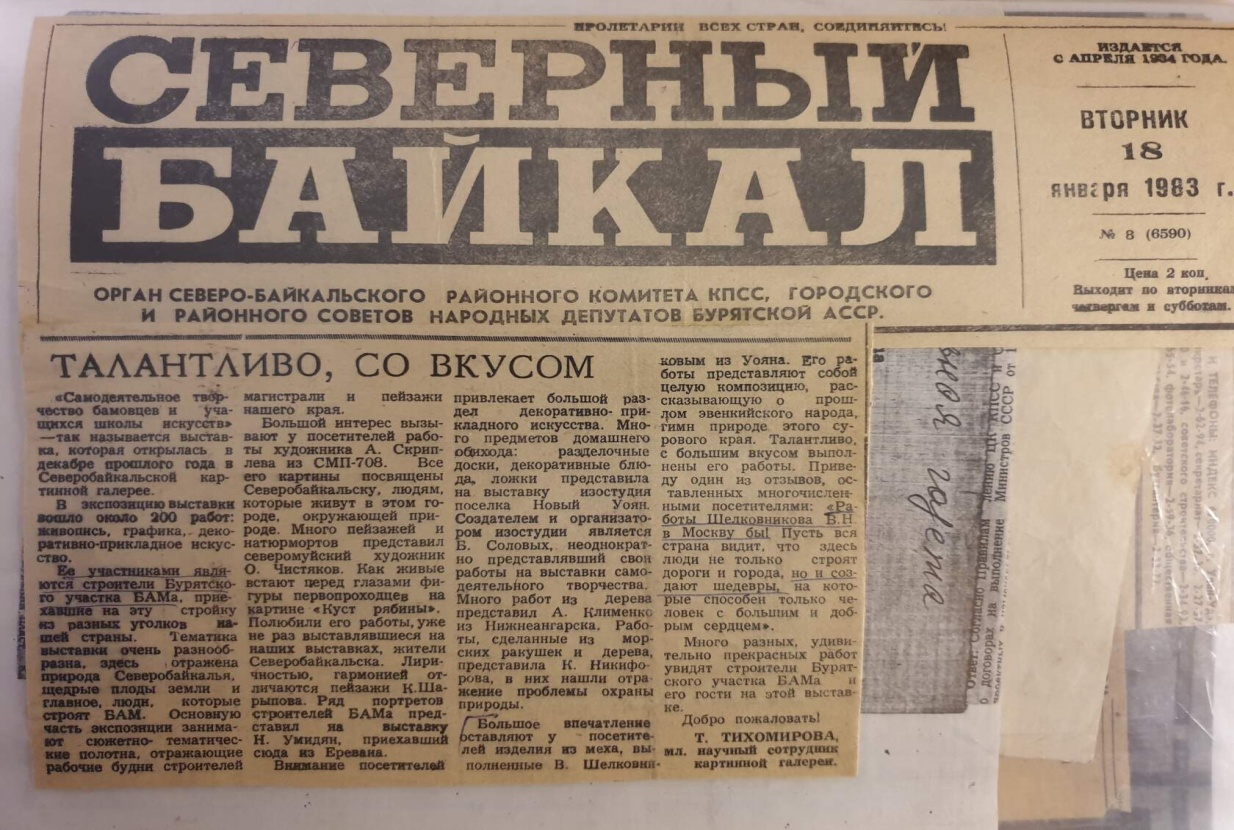 ПРОЛЕТАРИИ ВСЕХ СТРАН, СОЕДИНЯЙТЕСЬ!
СЕВЕРНЫЙ
БАЙКАЛ
ОРГАН СЕВЕРО-БАЙКАЛЬСКОГО РАЙОННОГО КОМИТЕТА КПСС, ГОРОДСКОГО
И РАЙОННОГО СОВЕТОВ НАРОДНЫХ ДЕПУТАТОВ БУРЯТСКОЙ АССР.
ИЗДАЕТСЯ
С АПРЕЛЯ 1934 ГОДА.
ВТОРНИК
18
января 1983 г.
№ 8 (6590)
Цена 2 коп.
Выходит по вторникам
четвергам и субботам.
ТАЛАНТЛИВО, СО ВКУСОМ
«Самодеятельное твор-
чество бамовцев и уча-
щихся школы искусств»
—так называется выстав-
ка, которая открылась в
декабре прошлого года в
Северобайкальской кар-
тинной галерее.
В экспозицию выставки
вошло около 200 работ:
живопись, графика, деко-
ративно-прикладное искус-
ство.
Ее участниками явля-
ются строители Бурятско-
го участка БАМа, прие-
хавшие на эту стройку
из разных уголков на-
шей страны. Тематика
выставки очень разнооб-
разна, здесь отражена
природа Северобайкалья,
щедрые плоды земли и
главное, люди, которые
строят БАМ. Основную
часть экспозиции занима-
ют сюжетно-тематичес-
кие полотна, отражающие
рабочие будни строителей
магистрали и пейзажи
нашего края.
Большой интерес вызы-
вают у посетителей рабо-
ты художника А. Скрип-
лева из СМП-708. Все
его картины посвящены
Северобайкальску, людям,
которые живут в этом го-
роде, окружающей при-
роде. Много пейзажей и
натюрмортов представил
северомуйский художник
О. Чистяков. Как живые
встают перед глазами фи-
гуры первопроходцев на
картине «Куст рябины».
Полюбили его работы, уже
не раз выставлявшиеся на
наших выставках, жители
Северобайкальска. Лири-
чностью, гармонией от-
личаются пейзажи К.Ша-
рыпова. Ряд портретов
строителей БАМа пред-
ставил на выставку
Н. Умидян, приехавший
сюда из Еревана.
Внимание посетителей
привлекает большой раз-
дел декоративно-при-
кладного искусства. Мно-
го предметов домашнего
обихода: разделочные
доски, декоративные блю-
да, ложки представила
на выставку изостудия
поселка Новый Уоян.
Создателем и организато-
ром изостудии является
Б. Соловых, неоднократ-
но представлявший свои
работы на выставки само-
деятельного творчества.
Много работ из дерева
представил А. Клименко
из Нижнеангарска. Рабо-
ты, сделанные из мор-
ских ракушек и дерева,
представила К. Никифо-
рова, в них нашли отра-
жение проблемы охраны
природы.
Большое впечатление
оставляют у посетите-
лей изделия из меха, вы-
полненные В. Шелковни-
ковым из Уояна. Его ра-
боты представляют собой
целую композицию, рас-
сказывающую о прош-
лом эвенкийского народа,
гимн природе этого су-
рового края. Талантливо,
с большим вкусом выпол-
нены его работы. Приве-
ду один из отзывов, ос-
тавленных многочислен-
ными посетителями: «Ра-
боты Шелковникова В.Н.
в Москву бы! Пусть вся
страна видит, что здесь
люди не только строят
дороги и города, но и соз-
дают шедевры, на кото-
рые способен только че-
ловек с большим и доб-
рым сердцем».
Много разных, удиви-
тельно прекрасных работ
увидят строители Бурят-
ского участка БАМа и
его гости на этой выстав-
ке.
Добро пожаловать!
Т. ТИХОМИРОВА,
мл. научный сотрудник
картинной галереи.
газета